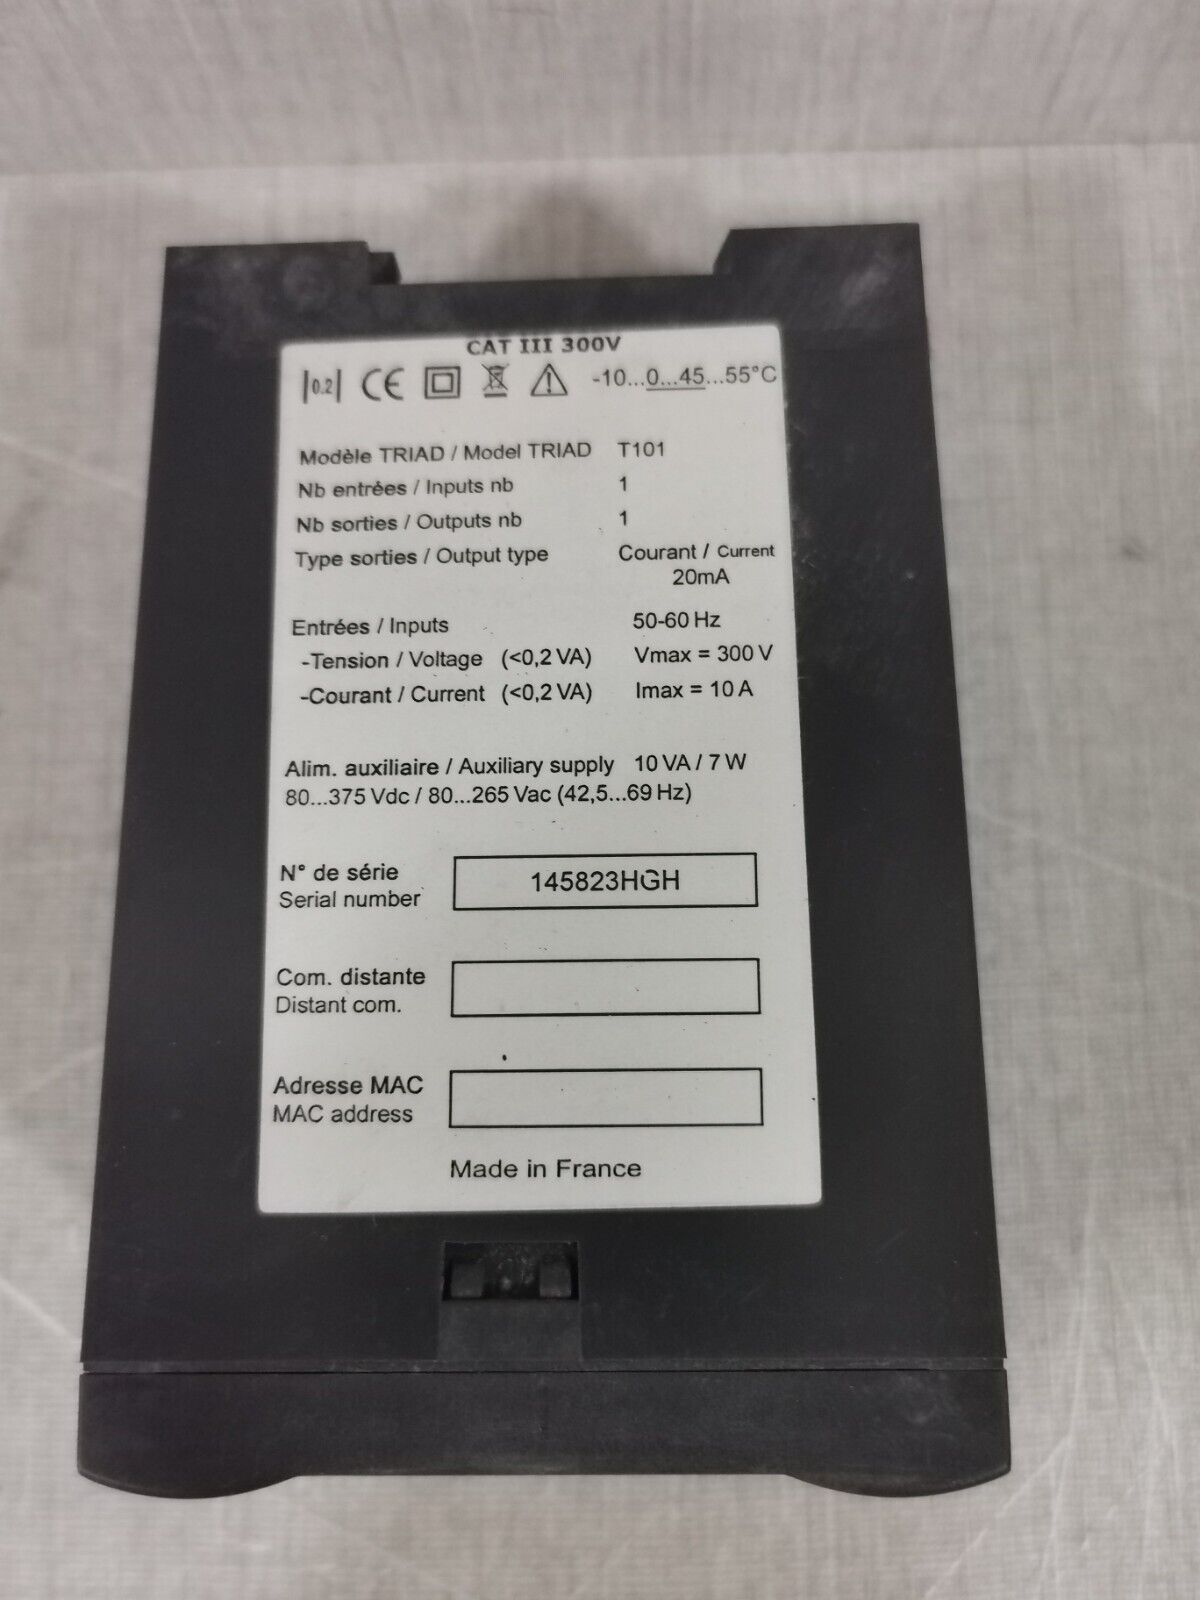 CAT III 300V
|0.2| CE -10...0...45...55°C
Modèle TRIAD / Model TRIAD T101
Nb entrées / Inputs nb 1
Nb sorties / Outputs nb 1
Type sorties / Output type Courant / Current
20mA
Entrées / Inputs 50-60 Hz
-Tension / Voltage (<0,2 VA) Vmax = 300 V
-Courant / Current (<0,2 VA) Imax = 10 A
Alim. auxiliaire / Auxiliary supply 10 VA / 7 W
80...375 Vdc / 80...265 Vac (42,5...69 Hz)
N° de série
145823HGH
Serial number
Com. distante
Distant com.
Adresse MAC
MAC address
Made in France